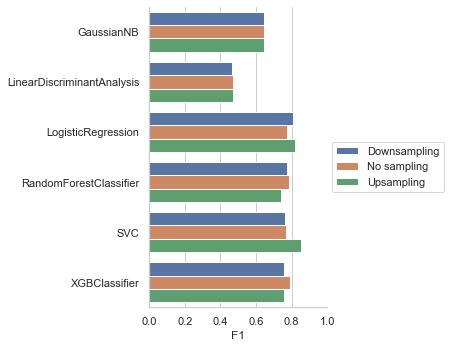 GaussianNB
LinearDiscriminantAnalysis
LogisticRegression
RandomForestClassifier
SVC
XGBClassifier
0.0 0.2 0.4 0.6 0.8 1.0
F1
Downsampling
No sampling
Upsampling